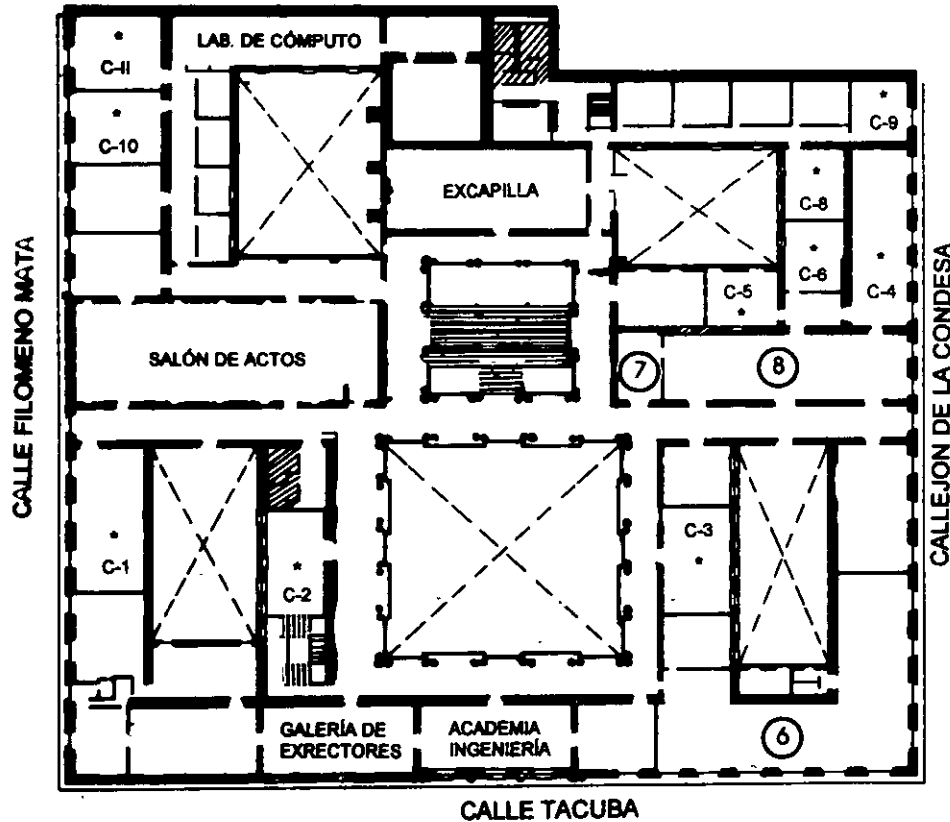 LAB. DE CÓMPUTO
*
C-11
*
C-10
*
C-9
EXCAPILLA
*
C-8
*
C-6
*
C-4
C-5
*
CALLE FILOMENO MATA
SALÓN DE ACTOS
7
8
CALLEJON DE LA CONDESA
*
C-1
*
C-2
C-3
*
GALERÍA DE
EXRECTORES
ACADEMIA
INGENIERÍA
6
CALLE TACUBA